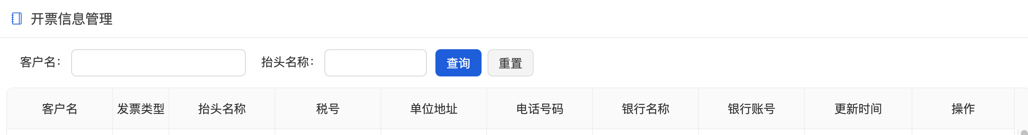 开票信息管理
客户名： 抬头名称： 查询 重置
客户名 发票类型 抬头名称 税号 单位地址 电话号码 银行名称 银行账号 更新时间 操作